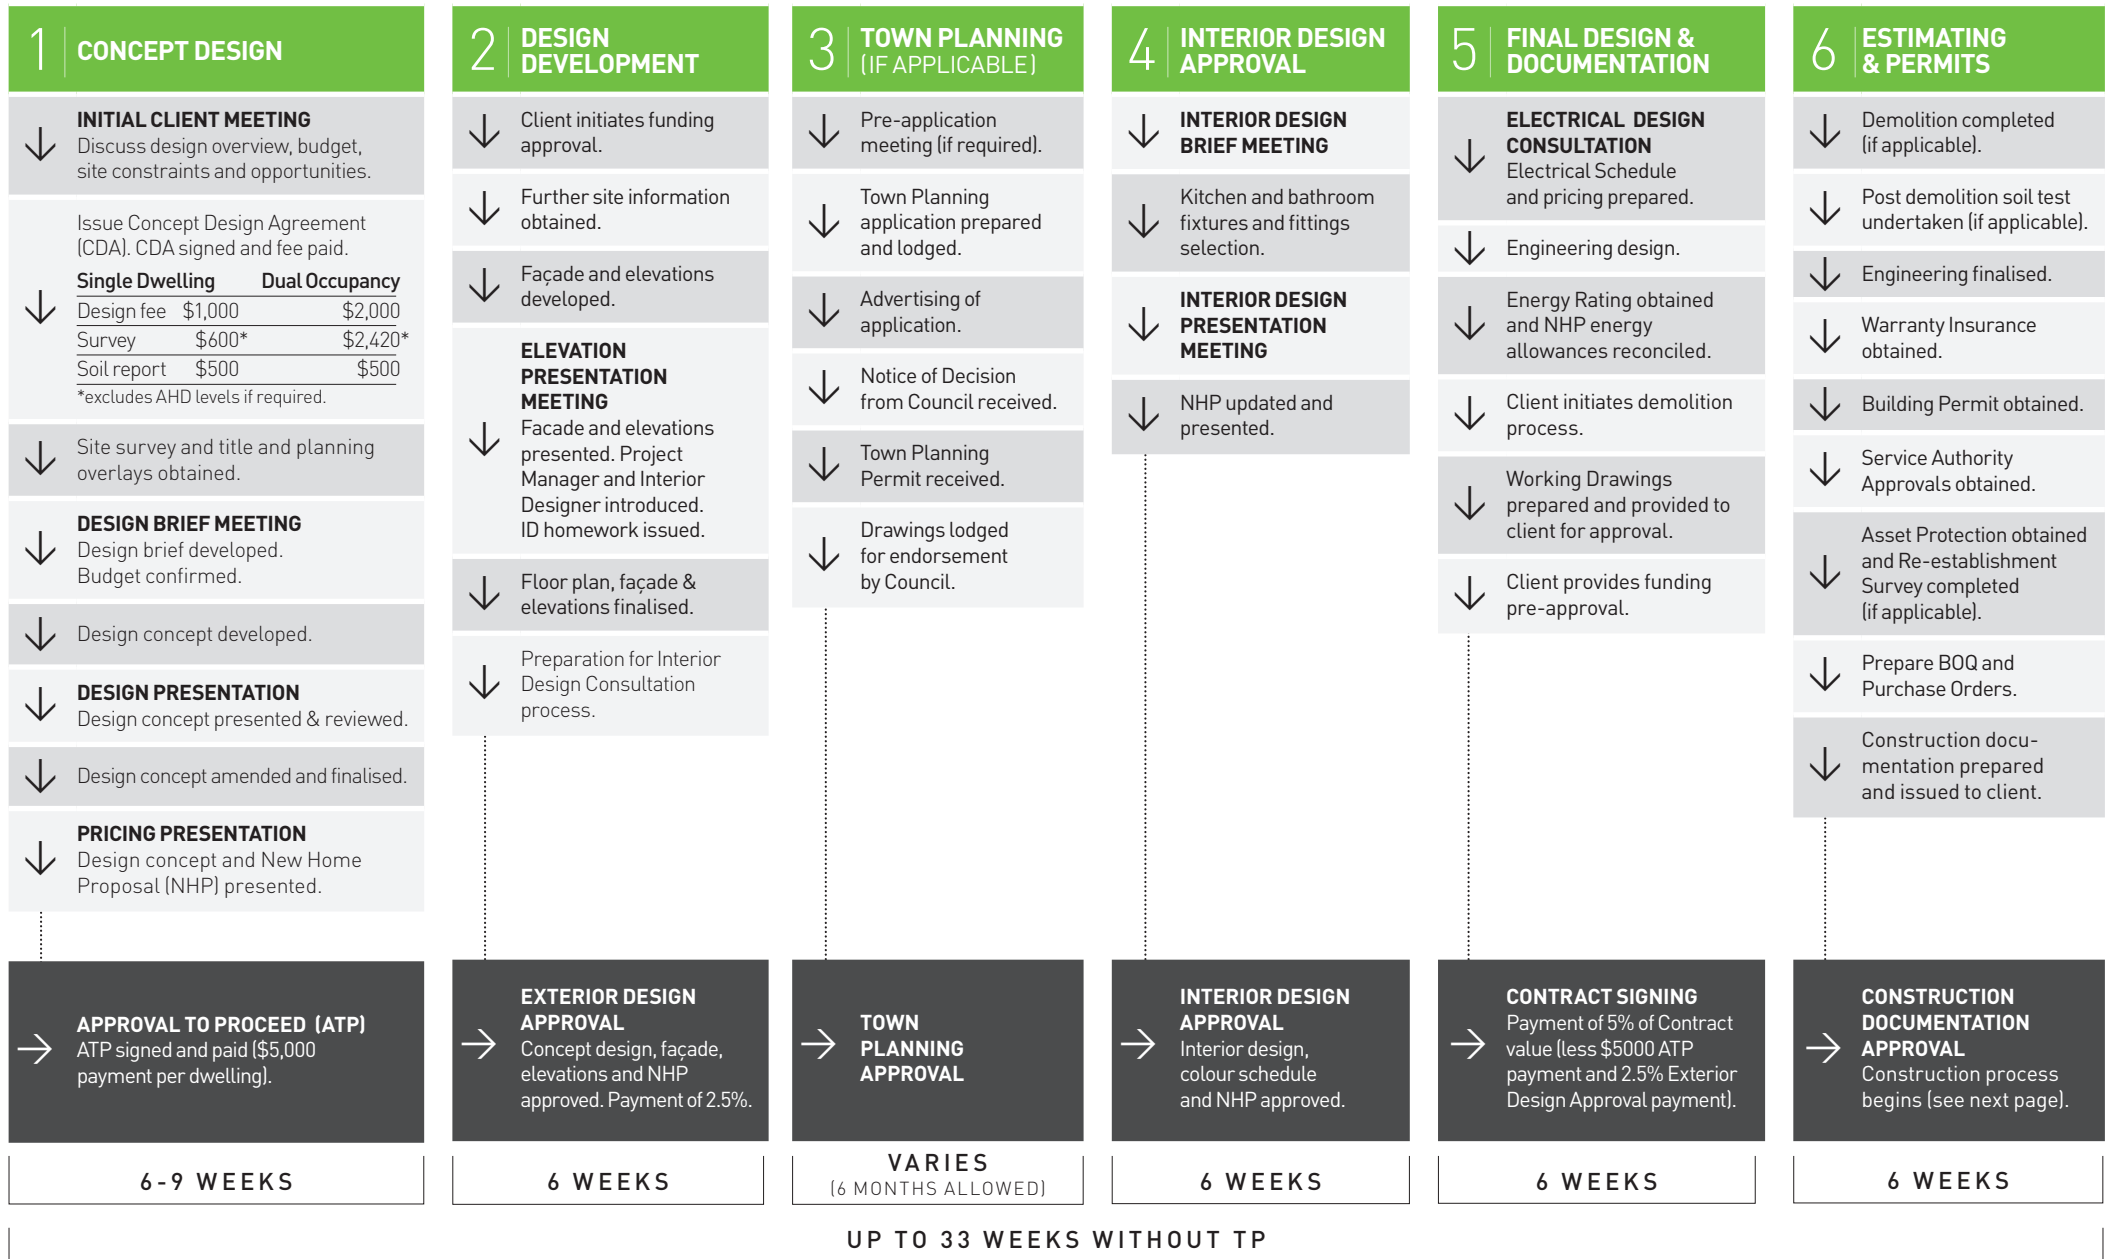 1 CONCEPT DESIGN
INITIAL CLIENT MEETING
Discuss design overview, budget,
site constraints and opportunities.
Issue Concept Design Agreement
(CDA). CDA signed and fee paid.
Single Dwelling Dual Occupancy
Design fee $1,000 $2,000
Survey $600* $2,420*
Soil report $500 $500
*excludes AHD levels if required.
Site survey and title and planning
overlays obtained.
DESIGN BRIEF MEETING
Design brief developed.
Budget confirmed.
Design concept developed.
DESIGN PRESENTATION
Design concept presented & reviewed.
Design concept amended and finalised.
PRICING PRESENTATION
Design concept and New Home
Proposal (NHP) presented.
APPROVAL TO PROCEED (ATP)
ATP signed and paid ($5,000
payment per dwelling).
6-9 WEEKS
2 DESIGN
DEVELOPMENT
Client initiates funding
approval.
Further site information
obtained.
Façade and elevations
developed.
ELEVATION
PRESENTATION
MEETING
Facade and elevations
presented. Project
Manager and Interior
Designer introduced.
ID homework issued.
Floor plan, façade &
elevations finalised.
Preparation for Interior
Design Consultation
process.
EXTERIOR DESIGN
APPROVAL
Concept design, façade,
elevations and NHP
approved. Payment of 2.5%.
6 WEEKS
3 TOWN PLANNING
(IF APPLICABLE)
Pre-application
meeting (if required).
Town Planning
application prepared
and lodged.
Advertising of
application.
Notice of Decision
from Council received.
Town Planning
Permit received.
Drawings lodged
for endorsement
by Council.
TOWN
PLANNING
APPROVAL
VARIES
(6 MONTHS ALLOWED)
4 INTERIOR DESIGN
APPROVAL
INTERIOR DESIGN
BRIEF MEETING
Kitchen and bathroom
fixtures and fittings
selection.
INTERIOR DESIGN
PRESENTATION
MEETING
NHP updated and
presented.
INTERIOR DESIGN
APPROVAL
Interior design,
colour schedule
and NHP approved.
6 WEEKS
5 FINAL DESIGN &
DOCUMENTATION
ELECTRICAL DESIGN
CONSULTATION
Electrical Schedule
and pricing prepared.
Engineering design.
Energy Rating obtained
and NHP energy
allowances reconciled.
Client initiates demolition
process.
Working Drawings
prepared and provided to
client for approval.
Client provides funding
pre-approval.
CONTRACT SIGNING
Payment of 5% of Contract
value (less $5000 ATP
payment and 2.5% Exterior
Design Approval payment).
6 WEEKS
6 ESTIMATING
& PERMITS
Demolition completed
(if applicable).
Post demolition soil test
undertaken (if applicable).
Engineering finalised.
Warranty Insurance
obtained.
Building Permit obtained.
Service Authority
Approvals obtained.
Asset Protection obtained
and Re-establishment
Survey completed
(if applicable).
Prepare BOQ and
Purchase Orders.
Construction docu-
mentation prepared
and issued to client.
CONSTRUCTION
DOCUMENTATION
APPROVAL
Construction process
begins (see next page).
6 WEEKS
UP TO 33 WEEKS WITHOUT TP